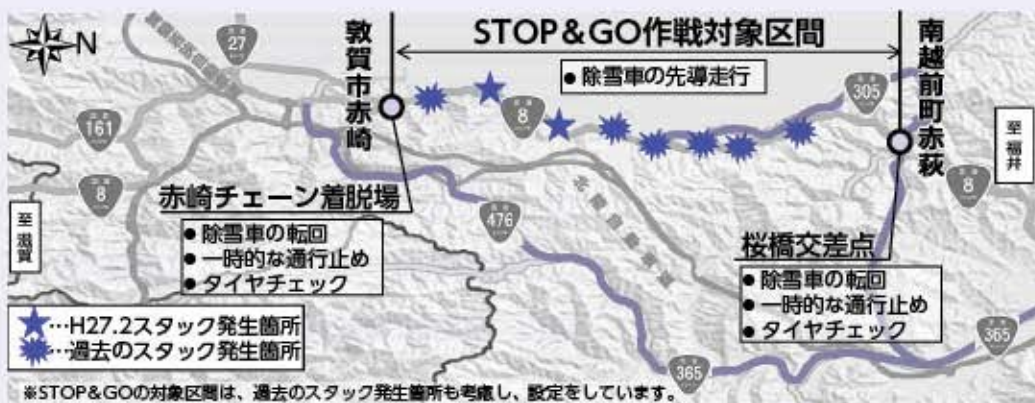 N
27
161
8
至 滋賀
敦賀市赤崎
STOP&GO作戦対象区間
● 除雪車の先導走行
8
305
南越前町赤萩
至 福井
8
赤崎チェーン着脱場
● 除雪車の転回
● 一時的な通行止め
● タイヤチェック
476
北陸自動車道
桜橋交差点
● 除雪車の転回
● 一時的な通行止め
● タイヤチェック
365
365
★…H27.2スタック発生箇所
…過去のスタック発生箇所
※STOP&GOの対象区間は、過去のスタック発生箇所も考慮し、設定をしています。